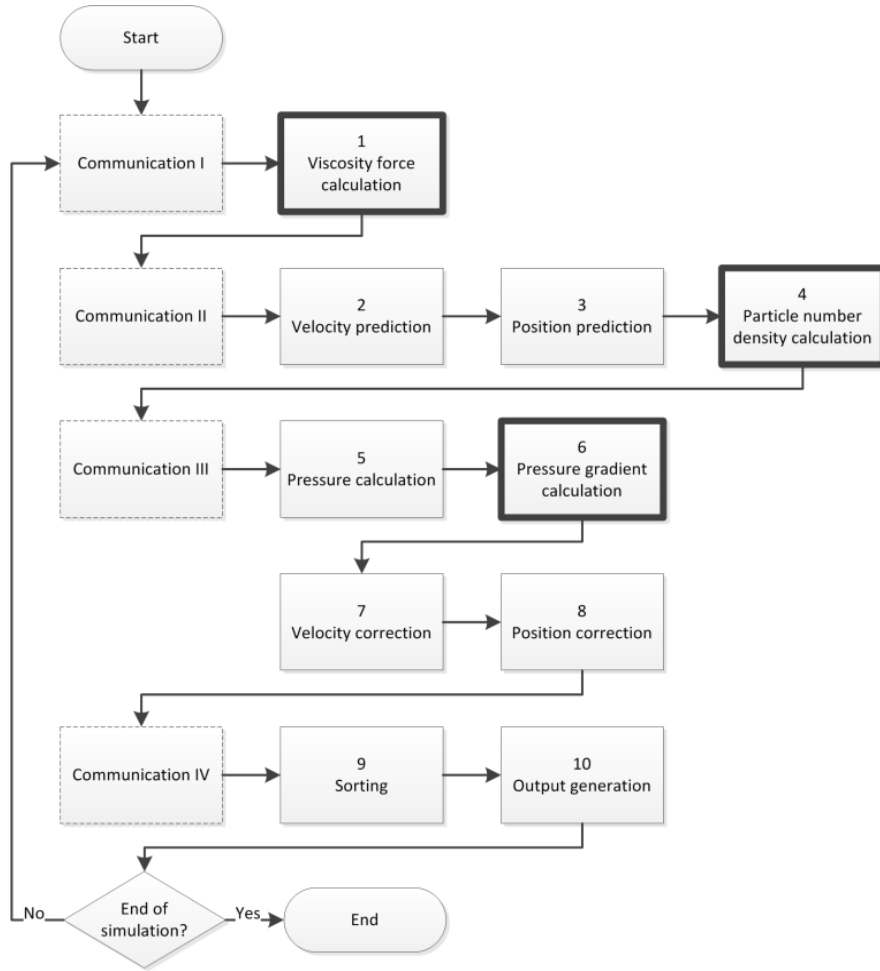 Start
Communication I
1
Viscosity force
calculation
Communication II
2
Velocity prediction
3
Position prediction
4
Particle number
density calculation
Communication III
5
Pressure calculation
6
Pressure gradient
calculation
7
Velocity correction
8
Position correction
Communication IV
9
Sorting
10
Output generation
No
End of
simulation?
Yes
End